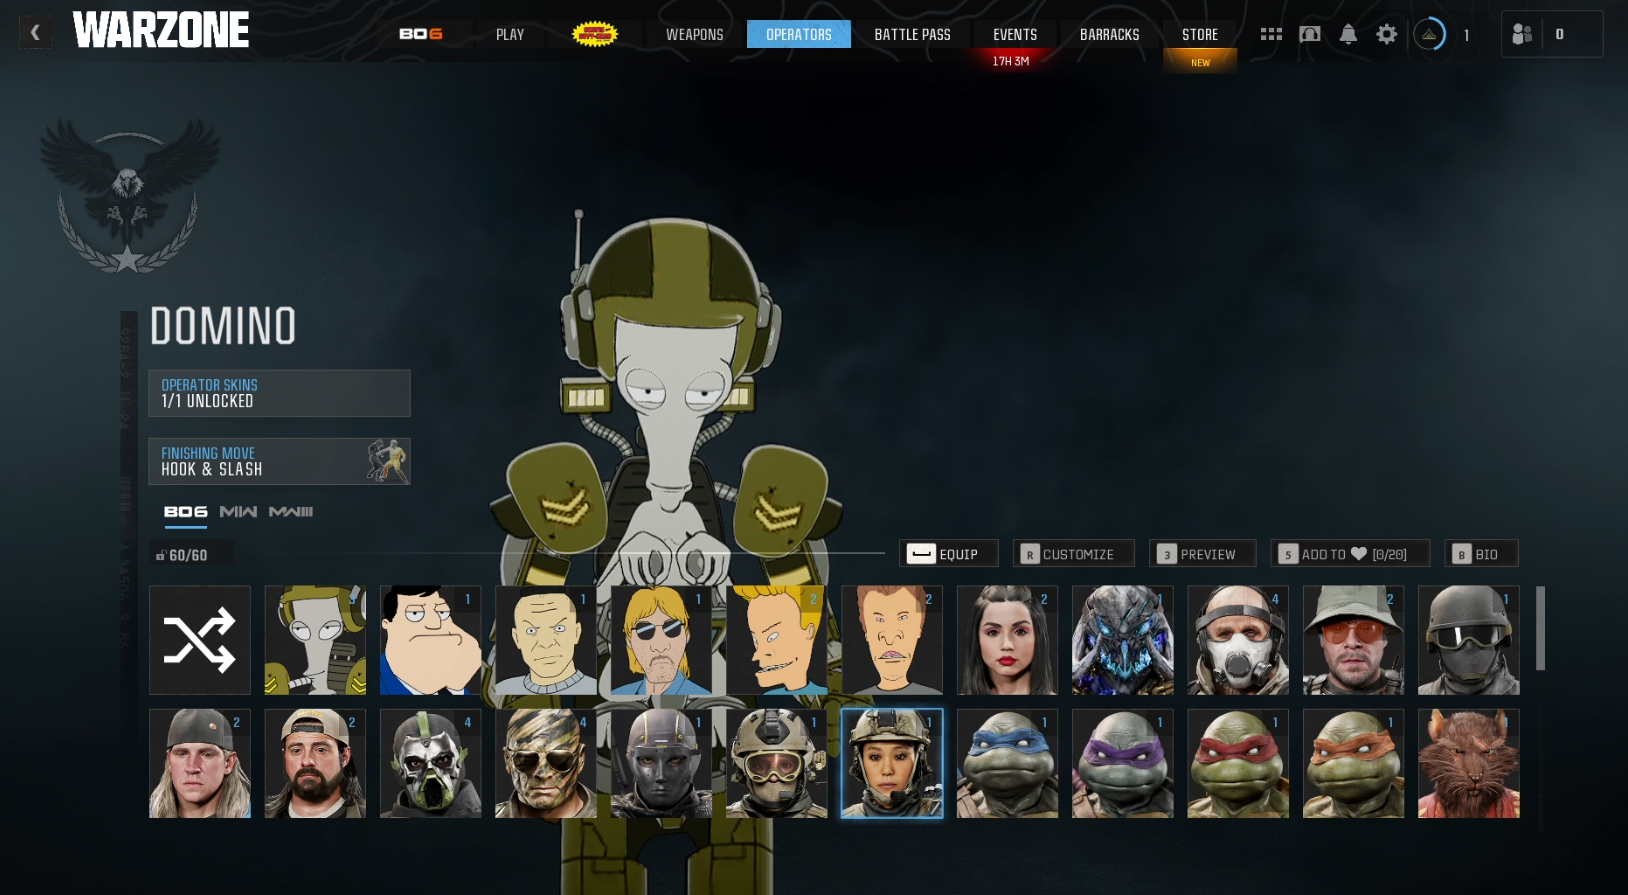 WARZONE
BO6
PLAY
WEAPONS
OPERATORS
BATTLE PASS
EVENTS
BARRACKS
STORE
1
0
17H 3M
NEW
DOMINO
OPERATOR SKINS
1/1 UNLOCKED
FINISHING MOVE
HOOK & SLASH
BO6 MW MWIII
60/60
EQUIP
R CUSTOMIZE
3 PREVIEW
5 ADD TO [0/20]
B BIO
3 1 1 1 2 2 2 1 4 2 1
2 2 4 4 1 1 1 1 1 1 1 1